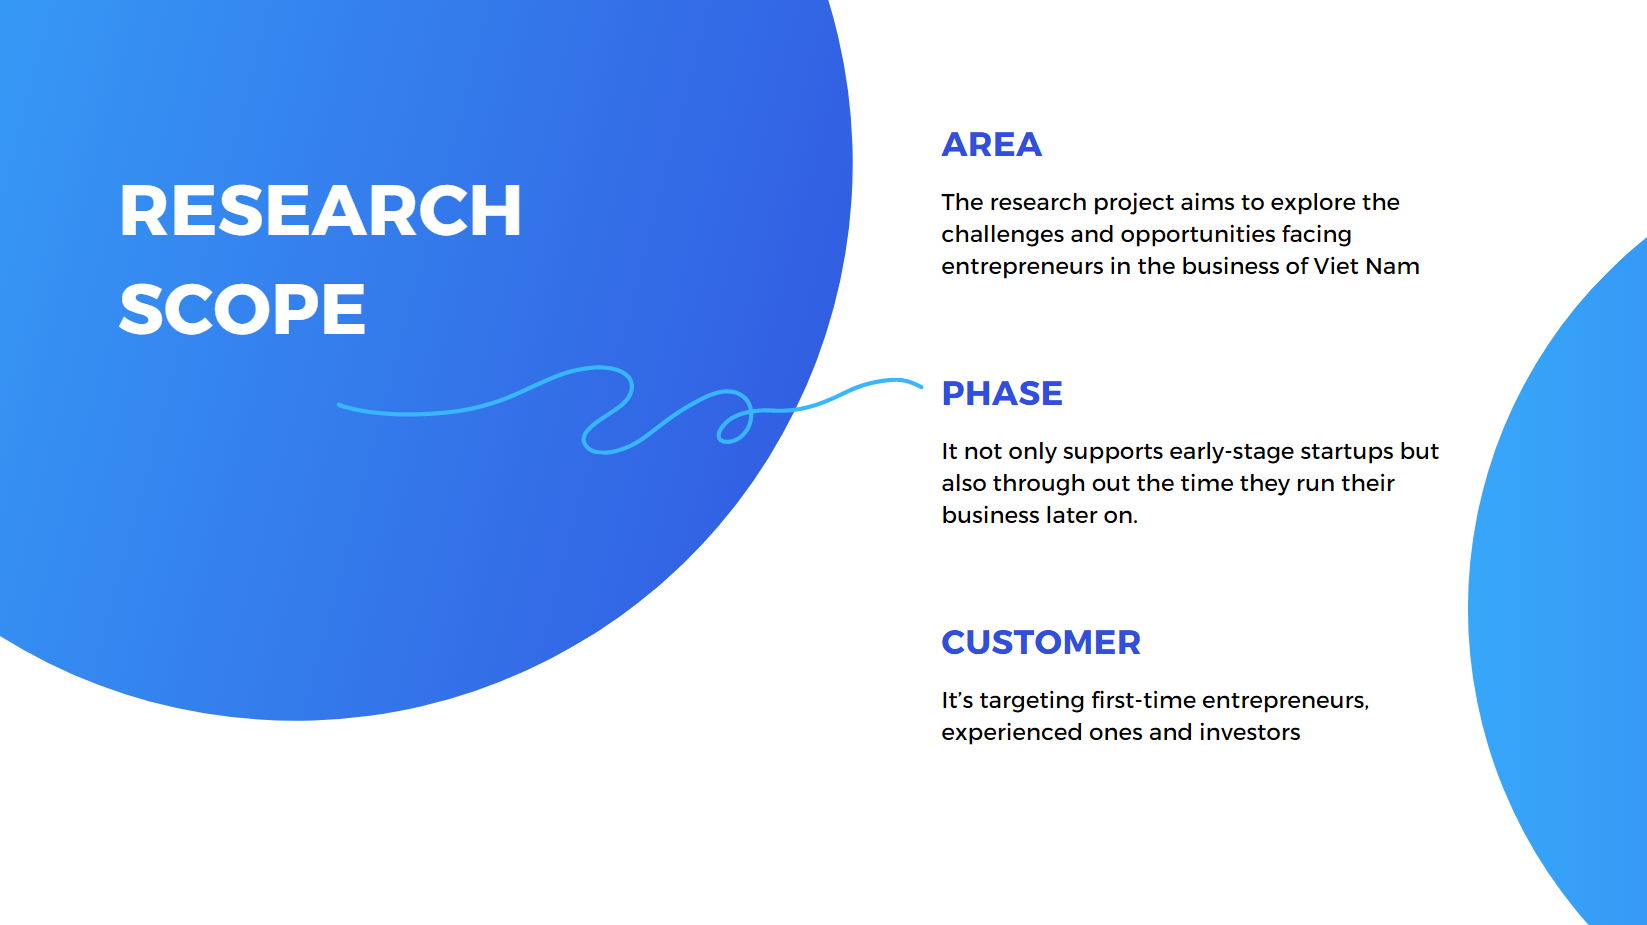 RESEARCH
SCOPE
AREA
The research project aims to explore the
challenges and opportunities facing
entrepreneurs in the business of Viet Nam
PHASE
It not only supports early-stage startups but
also through out the time they run their
business later on.
CUSTOMER
It’s targeting first-time entrepreneurs,
experienced ones and investors